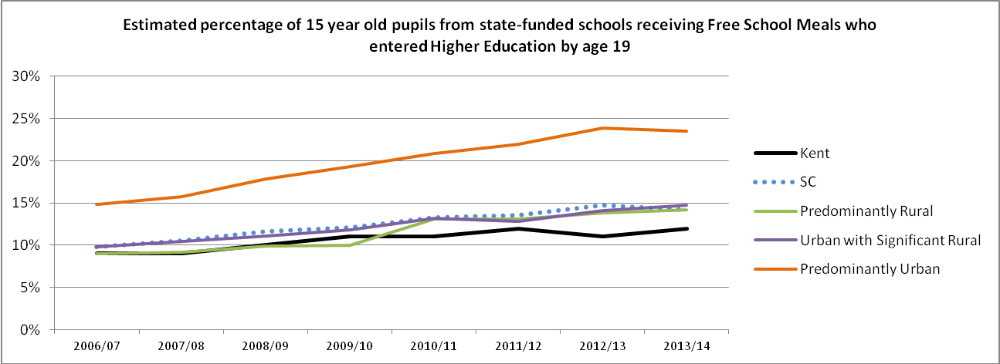 Estimated percentage of 15 year old pupils from state-funded schools receiving Free School Meals who
entered Higher Education by age 19
30%
25%
20%
15%
10%
5%
0%
2006/07 2007/08 2008/09 2009/10 2010/11 2011/12 2012/13 2013/14
Kent
SC
Predominantly Rural
Urban with Significant Rural
Predominantly Urban